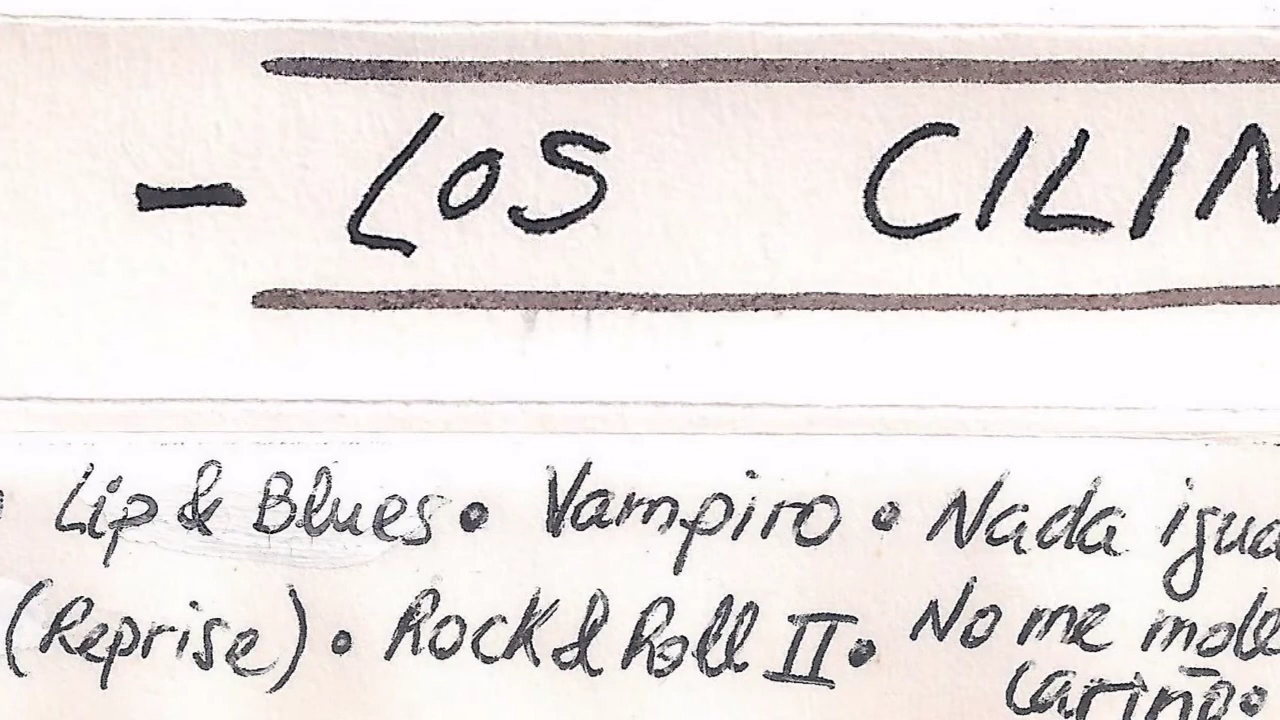 - LOS CILIN
Lip & Blues • Vampiro • Nada igua
(Reprise) • Rock & Roll II • No me mole
Cariño •